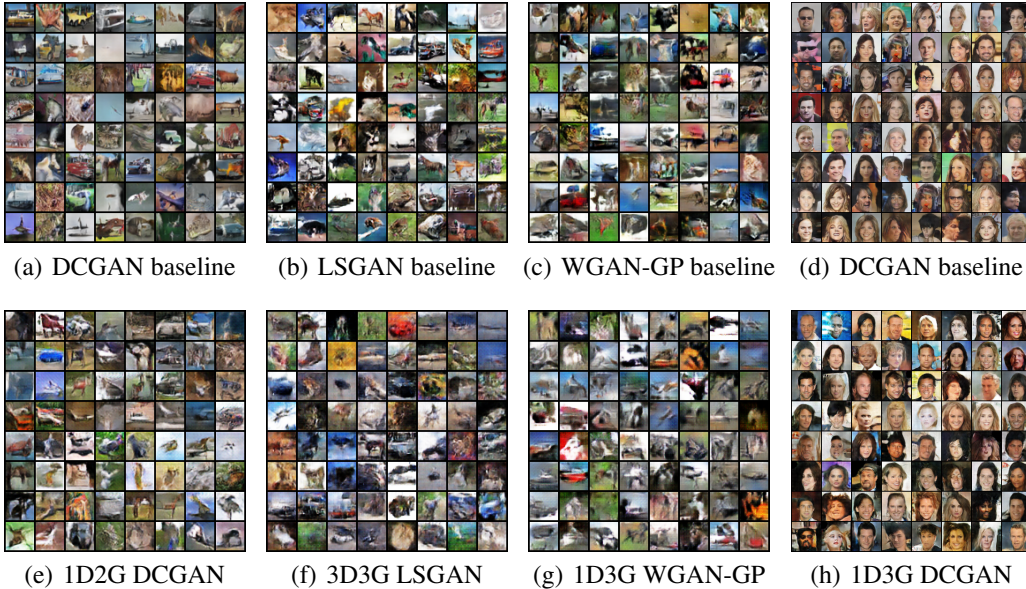 (a) DCGAN baseline
(b) LSGAN baseline
(c) WGAN-GP baseline
(d) DCGAN baseline
(e) 1D2G DCGAN
(f) 3D3G LSGAN
(g) 1D3G WGAN-GP
(h) 1D3G DCGAN